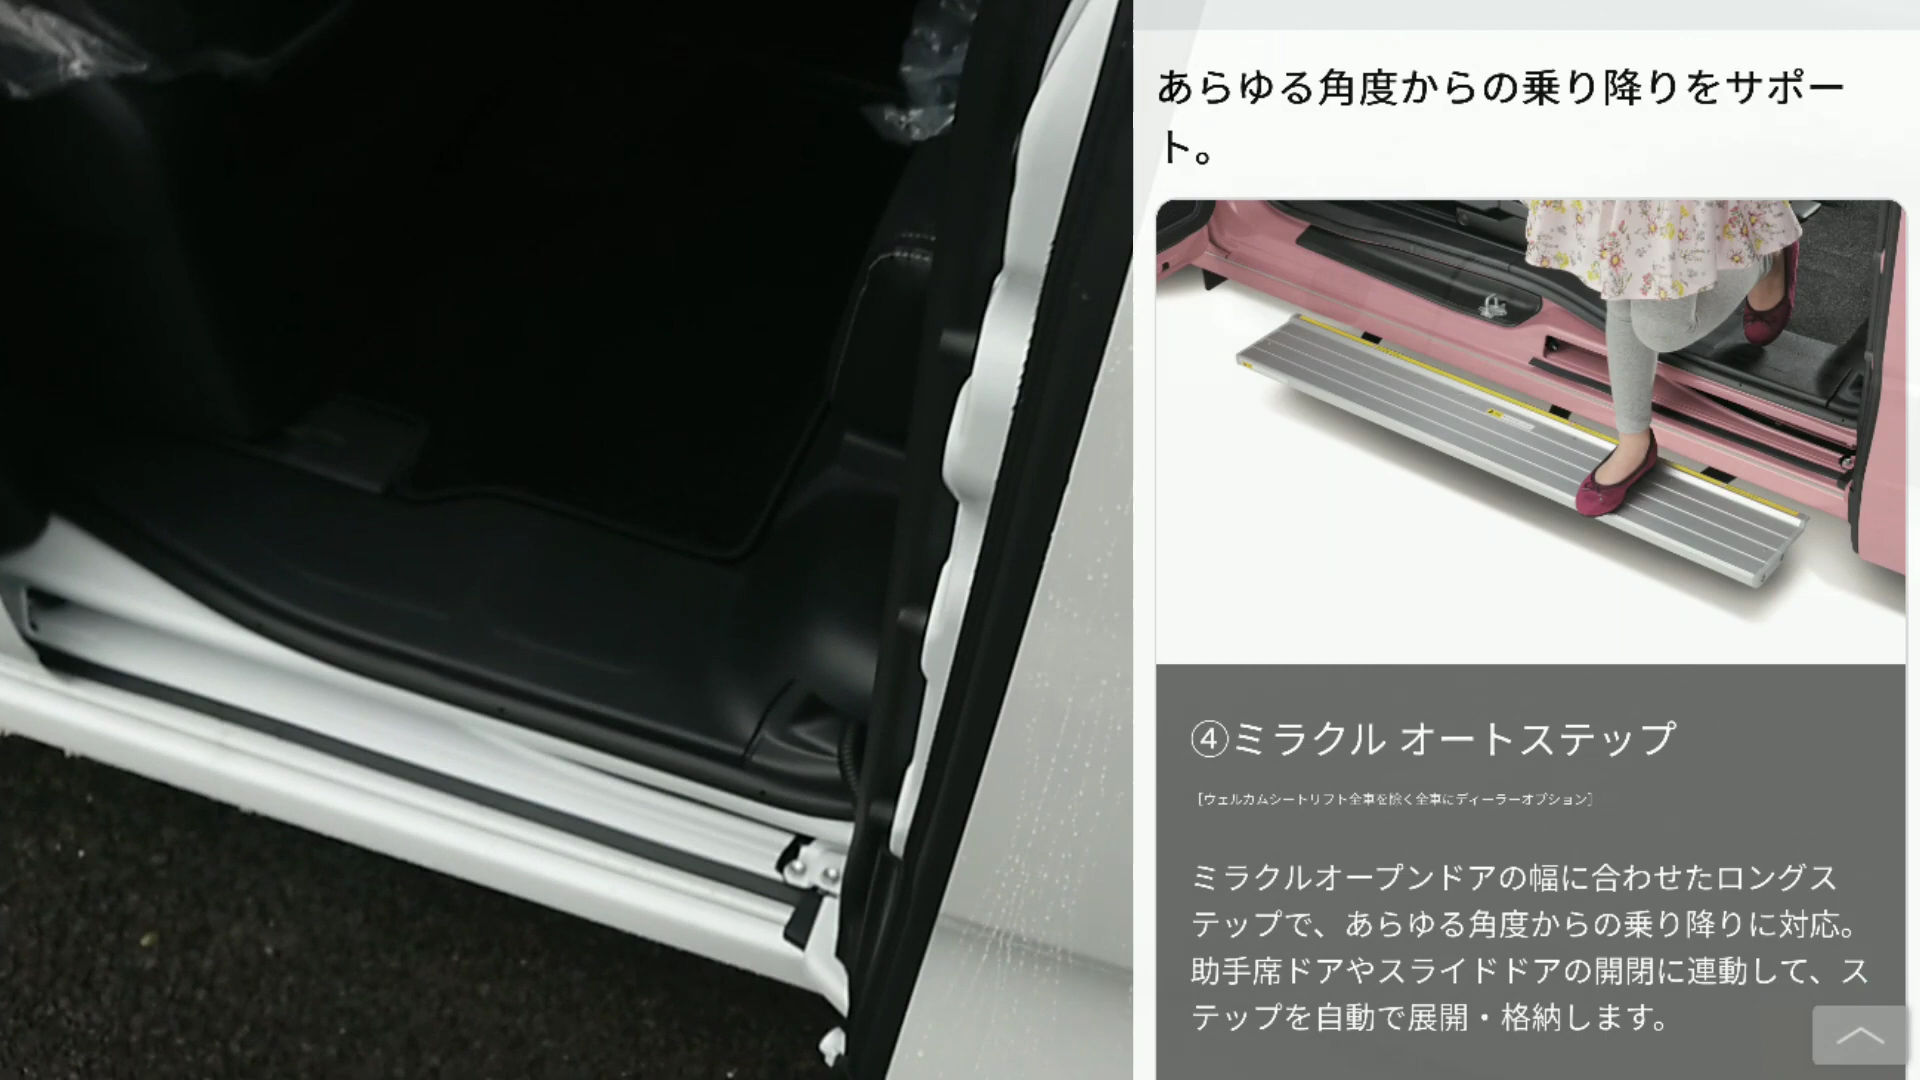 あらゆる角度からの乗り降りをサポー
ト。
④ミラクル オートステップ
［ウェルカムシートリフト全車を除く全車にディーラーオプション］
ミラクルオープンドアの幅に合わせたロングス
テップで、あらゆる角度からの乗り降りに対応。
助手席ドアやスライドドアの開閉に連動して、ス
テップを自動で展開・格納します。